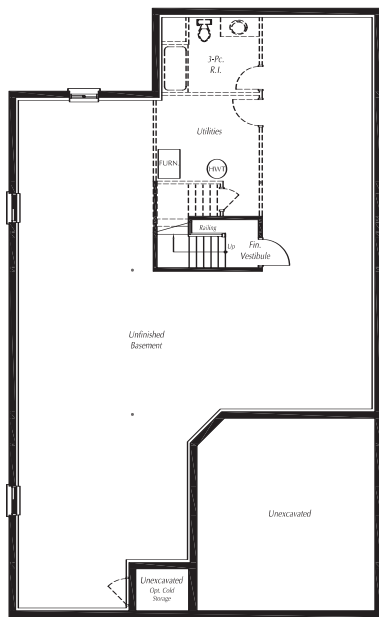 3-Pc.
R.I.
Utilities
FURN.
HWT
Railing
Up
Fin.
Vestibule
Unfinished
Basement
Unexcavated
Unexcavated
Opt. Cold
Storage